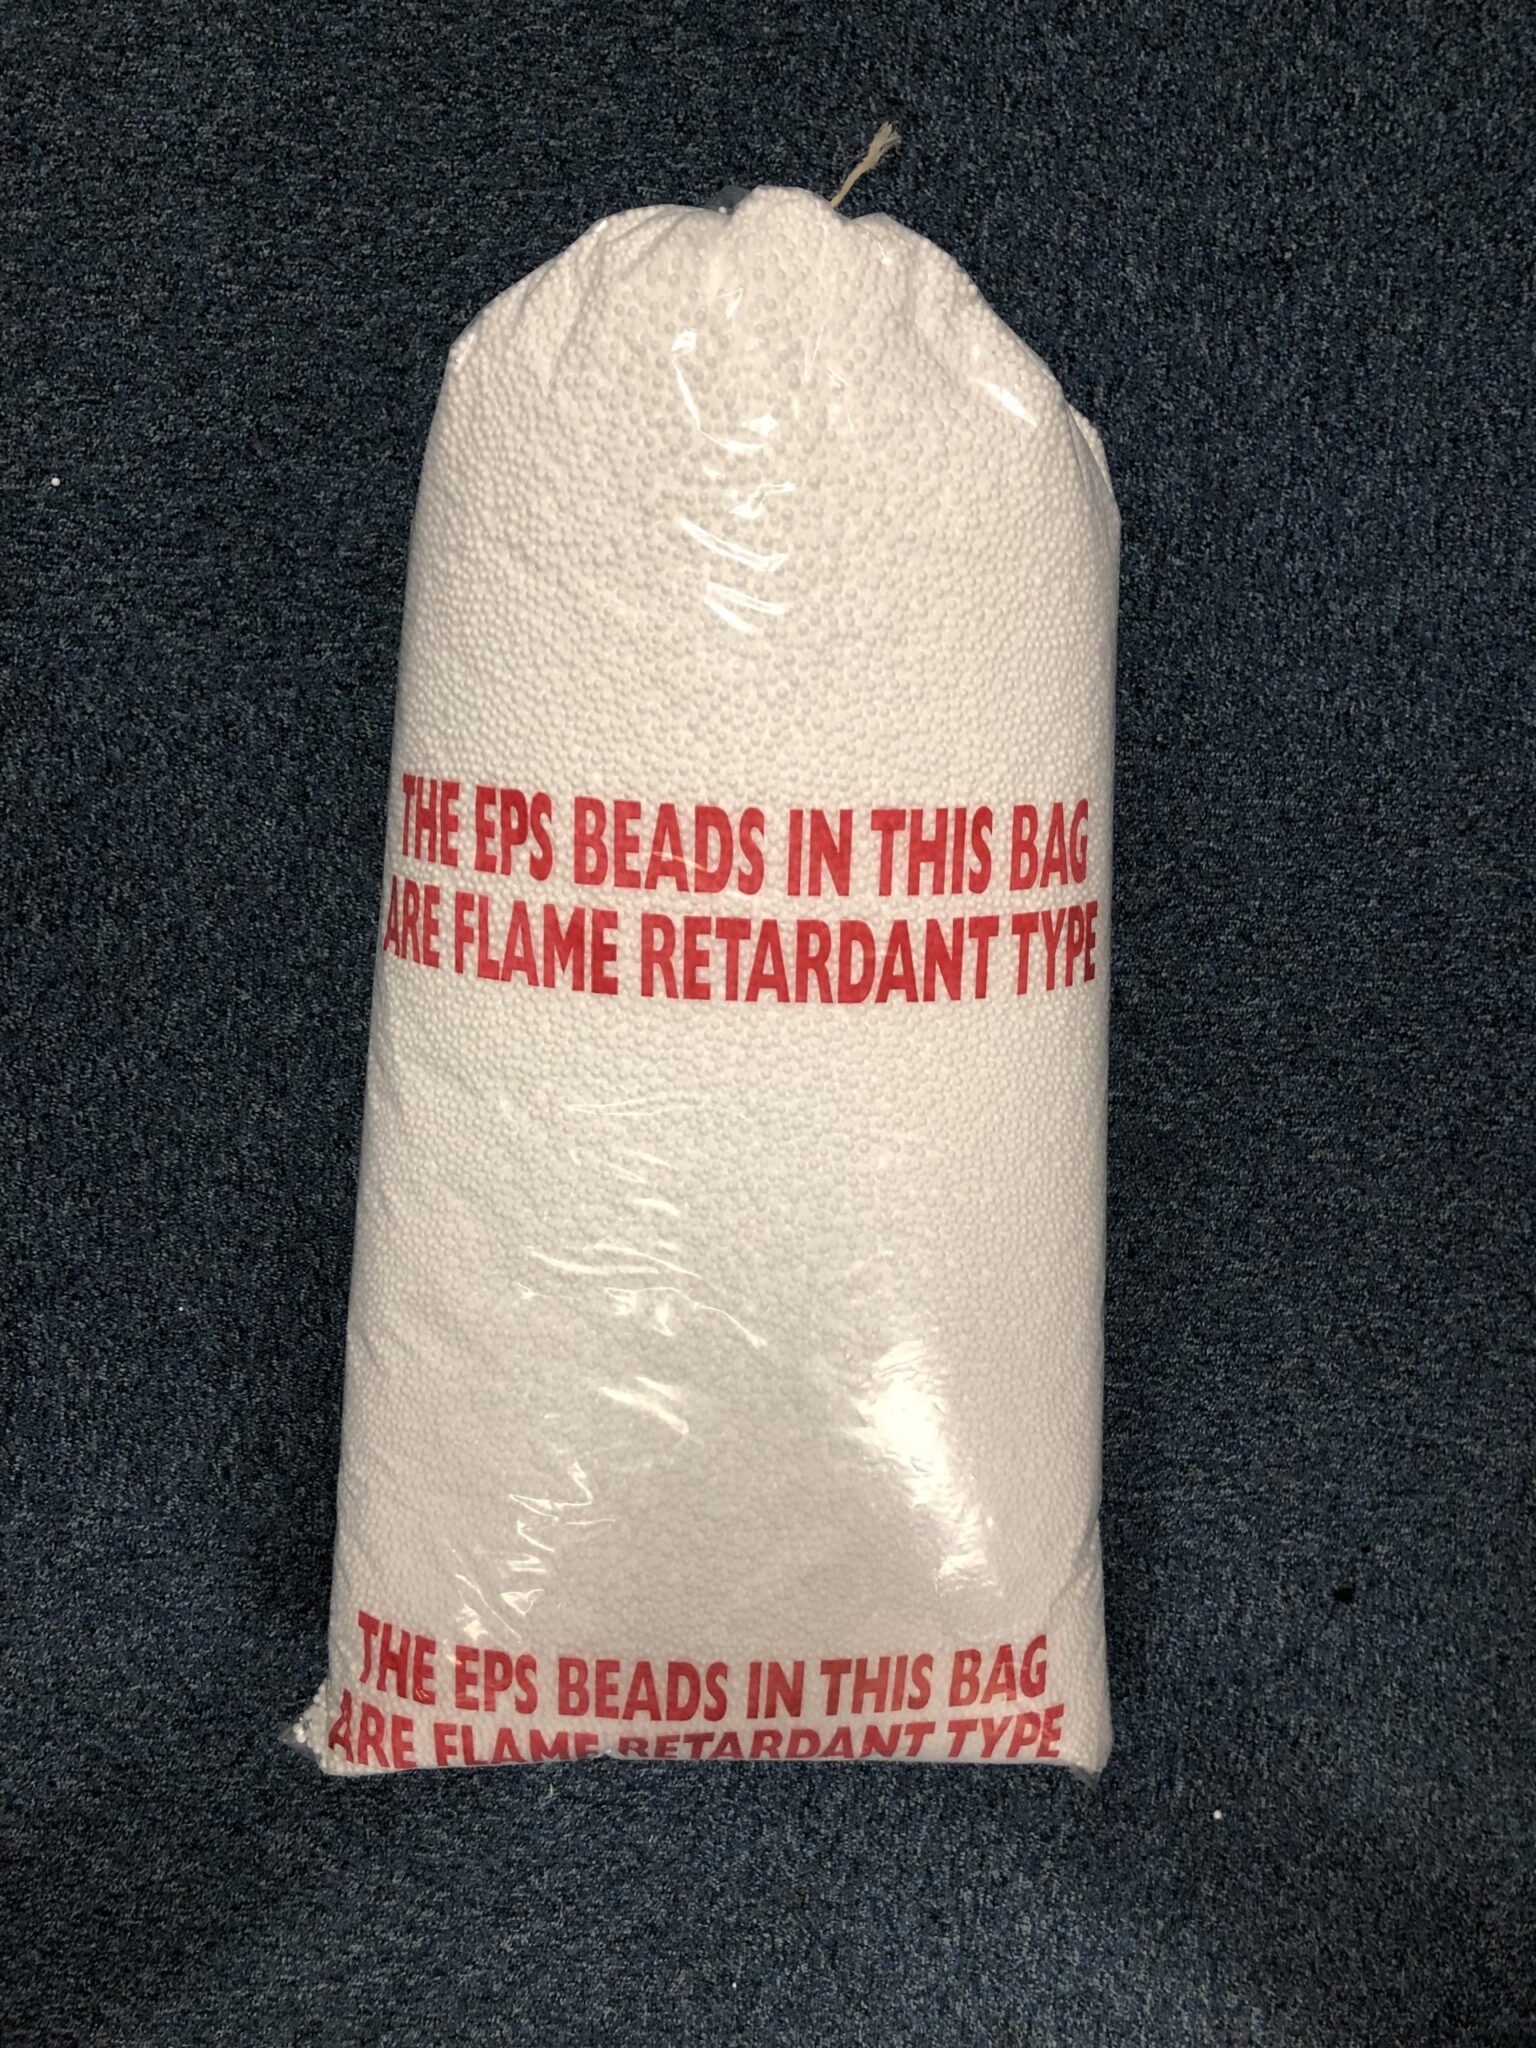 THE EPS BEADS IN THIS BAG
ARE FLAME RETARDANT TYPE
THE EPS BEADS IN THIS BAG
ARE FLAME RETARDANT TYPE